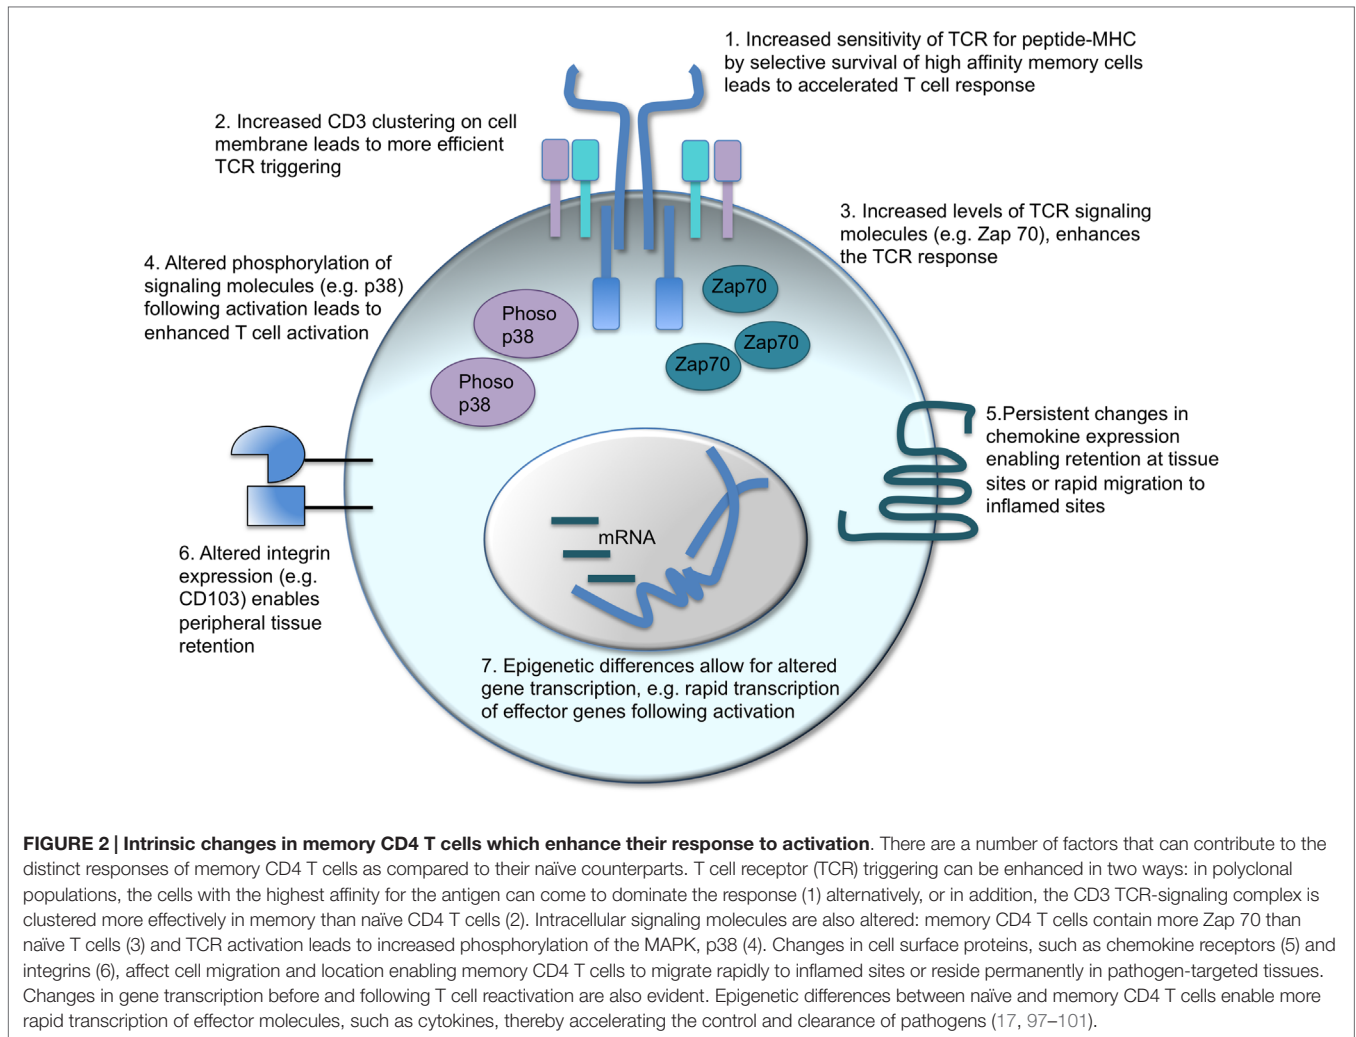 1. Increased sensitivity of TCR for peptide-MHC
by selective survival of high affinity memory cells
leads to accelerated T cell response
2. Increased CD3 clustering on cell
membrane leads to more efficient
TCR triggering
3. Increased levels of TCR signaling
molecules (e.g. Zap 70), enhances
the TCR response
4. Altered phosphorylation of
signaling molecules (e.g. p38)
following activation leads to
enhanced T cell activation
Phoso
p38
Phoso
p38
Zap70
Zap70
Zap70
5.Persistent changes in
chemokine expression
enabling retention at tissue
sites or rapid migration to
inflamed sites
6. Altered integrin
expression (e.g.
CD103) enables
peripheral tissue
retention
mRNA
7. Epigenetic differences allow for altered
gene transcription, e.g. rapid transcription
of effector genes following activation
FIGURE 2 | Intrinsic changes in memory CD4 T cells which enhance their response to activation. There are a number of factors that can contribute to the
distinct responses of memory CD4 T cells as compared to their naïve counterparts. T cell receptor (TCR) triggering can be enhanced in two ways: in polyclonal
populations, the cells with the highest affinity for the antigen can come to dominate the response (1) alternatively, or in addition, the CD3 TCR-signaling complex is
clustered more effectively in memory than naïve CD4 T cells (2). Intracellular signaling molecules are also altered: memory CD4 T cells contain more Zap 70 than
naïve T cells (3) and TCR activation leads to increased phosphorylation of the MAPK, p38 (4). Changes in cell surface proteins, such as chemokine receptors (5) and
integrins (6), affect cell migration and location enabling memory CD4 T cells to migrate rapidly to inflamed sites or reside permanently in pathogen-targeted tissues.
Changes in gene transcription before and following T cell reactivation are also evident. Epigenetic differences between naïve and memory CD4 T cells enable more
rapid transcription of effector molecules, such as cytokines, thereby accelerating the control and clearance of pathogens (17, 97–101).